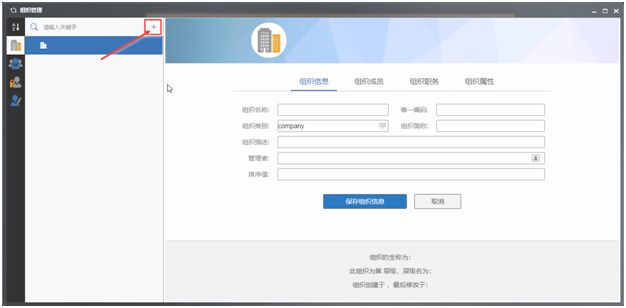 组织管理
请输入关键字
组织信息 组织成员 组织职务 组织属性
组织名称: 唯一编码:
组织类别: company 组织简称:
组织描述:
管理者:
排序值:
保存组织信息 取消
组织的全称为:
此组织为第 层级，层级名为:
组织创建于 ，最后修改于: